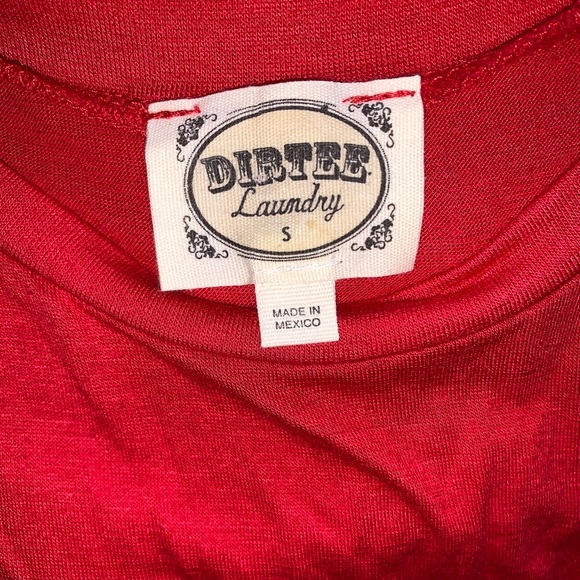 DIRTEE
Laundry
S
MADE IN
MEXICO